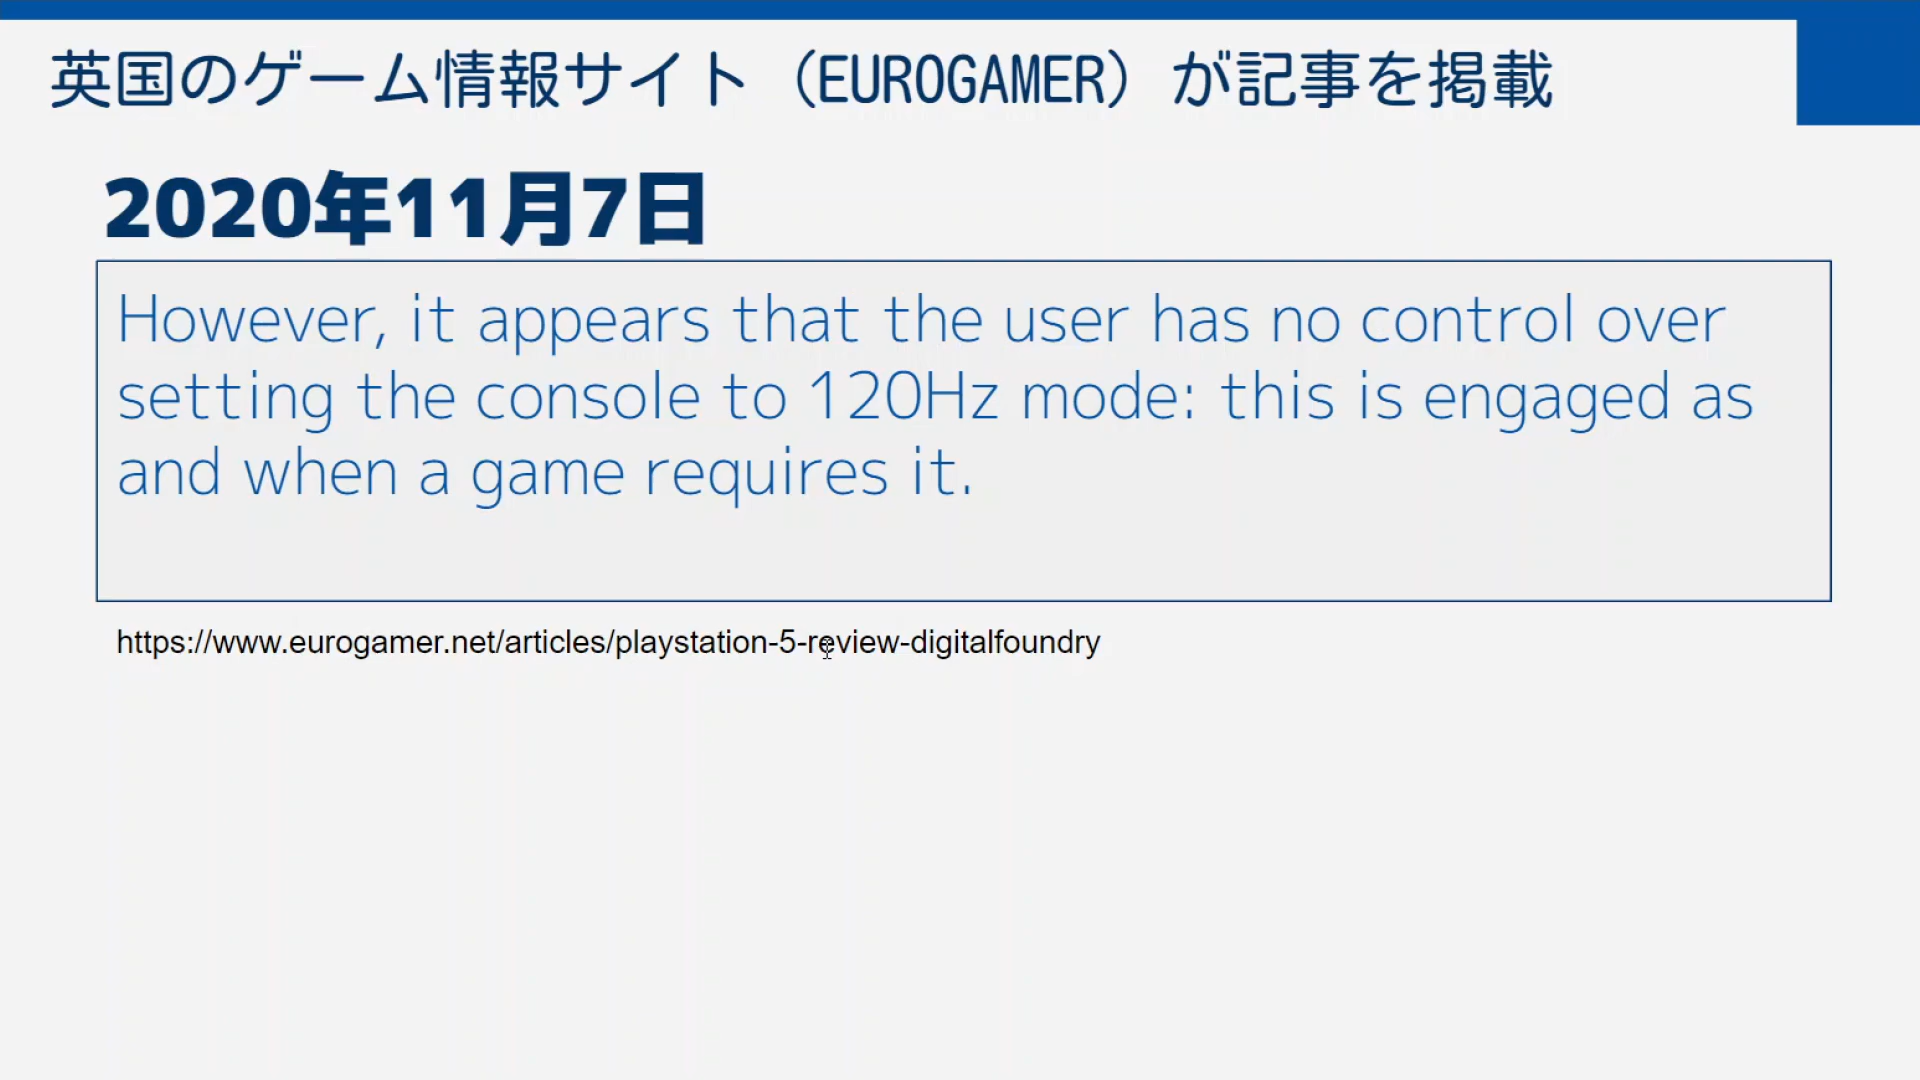 英国のゲーム情報サイト（EUROGAMER）が記事を掲載
2020年11月7日
However, it appears that the user has no control over
setting the console to 120Hz mode: this is engaged as
and when a game requires it.
https://www.eurogamer.net/articles/playstation-5-review-digitalfoundry